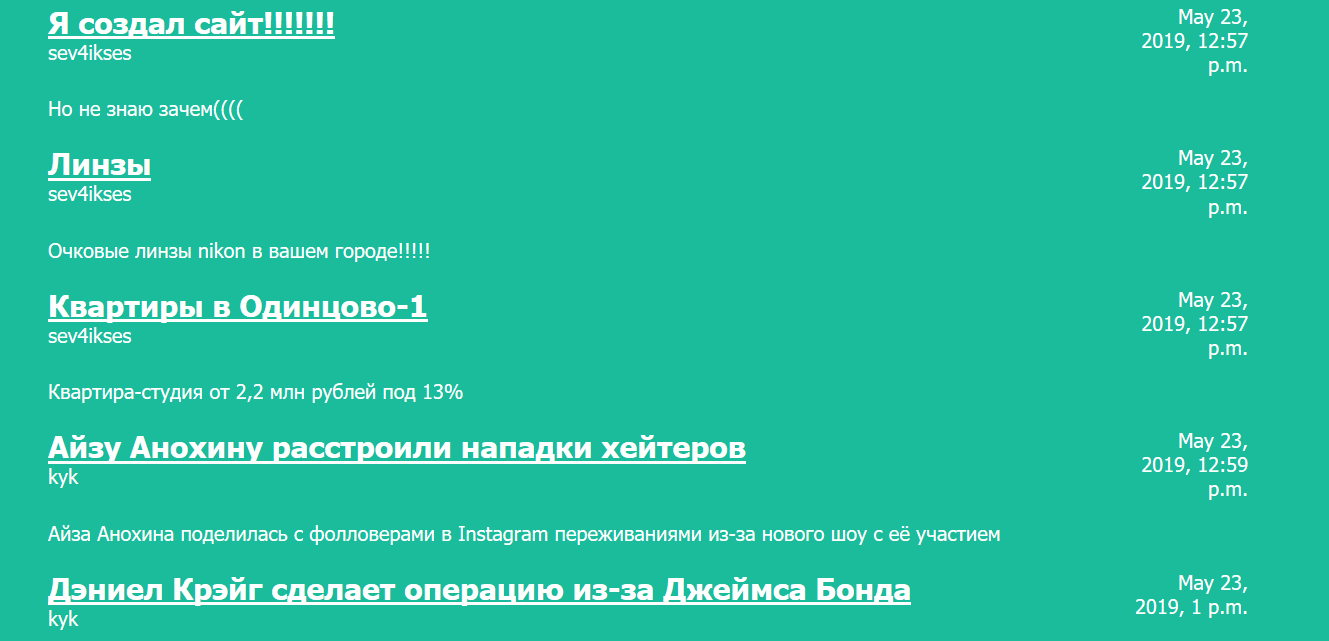 Я создал сайт!!!!!!!
May 23,
sev4ikses
2019, 12:57
p.m.
Но не знаю зачем((((
Линзы
May 23,
sev4ikses
2019, 12:57
p.m.
Очковые линзы nikon в вашем городе!!!!!
Квартиры в Одинцово-1
May 23,
sev4ikses
2019, 12:57
p.m.
Квартира-студия от 2,2 млн рублей под 13%
Айзу Анохину расстроили нападки хейтеров
May 23,
kyk
2019, 12:59
p.m.
Айза Анохина поделилась с фолловерами в Instagram переживаниями из-за нового шоу с её участием
Дэниел Крэйг сделает операцию из-за Джеймса Бонда
May 23,
kyk
2019, 1 p.m.